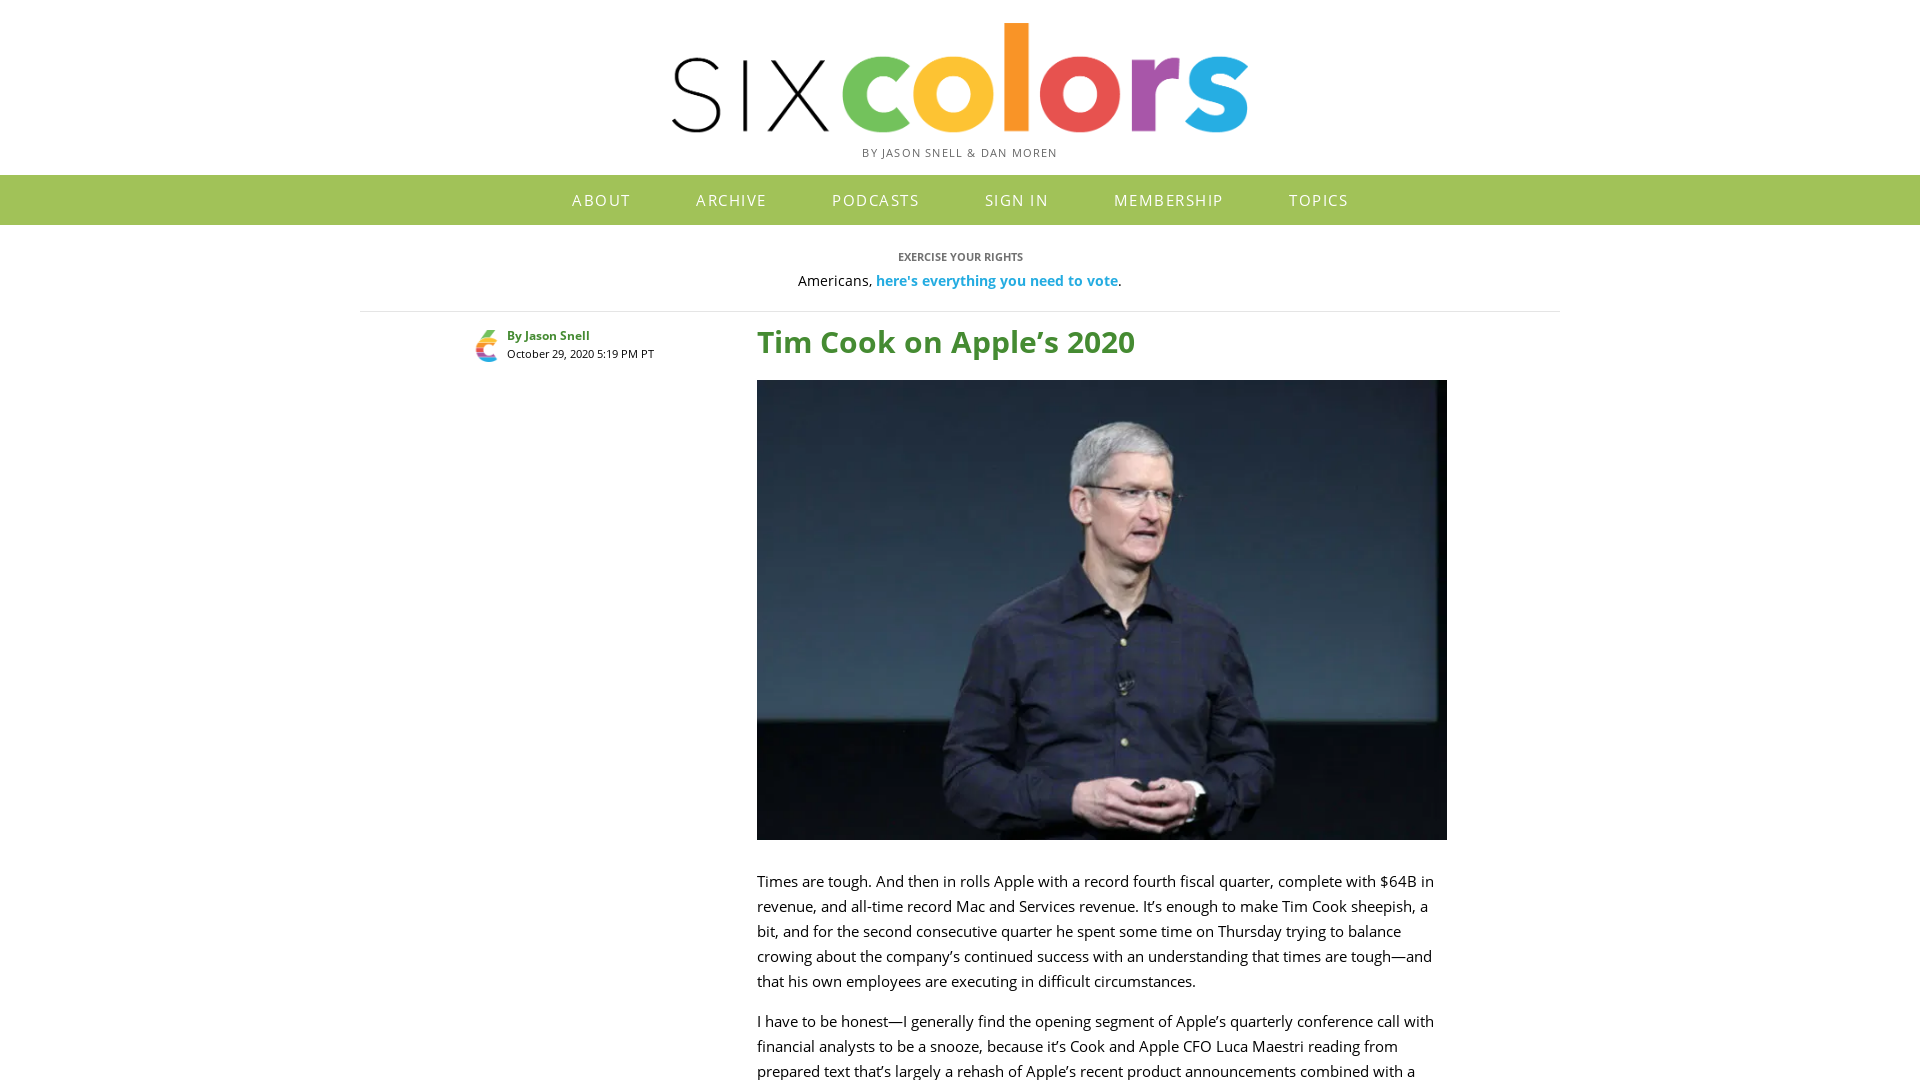 SIXcolors
BY JASON SNELL & DAN MOREN
ABOUT ARCHIVE PODCASTS SIGN IN MEMBERSHIP TOPICS
EXERCISE YOUR RIGHTS
Americans, here's everything you need to vote.
By Jason Snell
October 29, 2020 5:19 PM PT
Tim Cook on Apple’s 2020
Times are tough. And then in rolls Apple with a record fourth fiscal quarter, complete with $64B in
revenue, and all-time record Mac and Services revenue. It’s enough to make Tim Cook sheepish, a
bit, and for the second consecutive quarter he spent some time on Thursday trying to balance
crowing about the company’s continued success with an understanding that times are tough—and
that his own employees are executing in difficult circumstances.
I have to be honest—I generally find the opening segment of Apple’s quarterly conference call with
financial analysts to be a snooze, because it’s Cook and Apple CFO Luca Maestri reading from
prepared text that’s largely a rehash of Apple’s recent product announcements combined with a